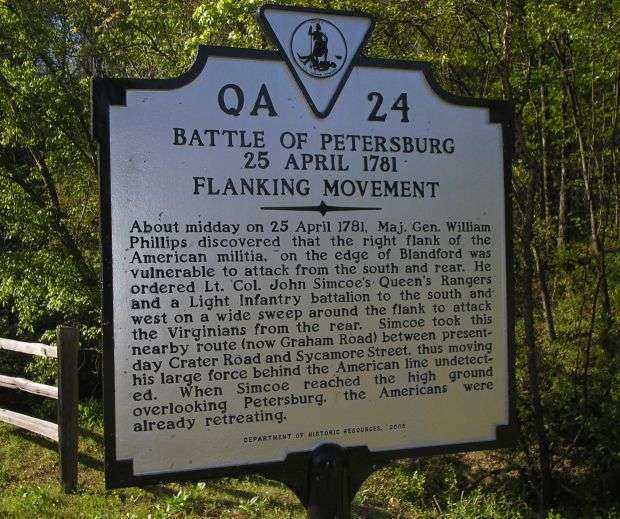 QA 24
BATTLE OF PETERSBURG
25 APRIL 1781
FLANKING MOVEMENT
About midday on 25 April 1781, Maj. Gen. William
Phillips discovered that the right flank of the
American militia, on the edge of Blandford was
vulnerable to attack from the south and rear. He
ordered Lt. Col. John Simcoe's Queen's Rangers
and a Light Infantry battalion to the south and
west on a wide sweep around the flank to attack
the Virginians from the rear. Simcoe took this
nearby route (now Graham Road) between present-
day Crater Road and Sycamore Street, thus moving
his large force behind the American line undetect-
ed. When Simcoe reached the high ground
overlooking Petersburg, the Americans were
already retreating.
DEPARTMENT OF HISTORIC RESOURCES,